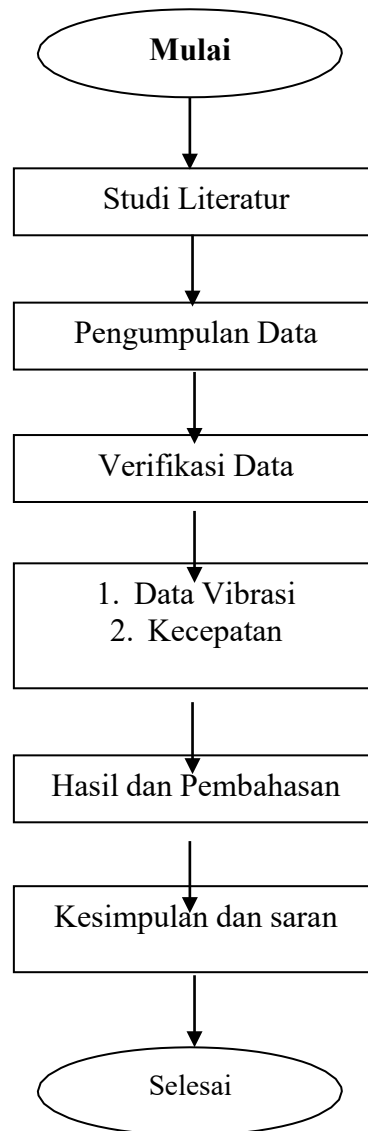 Mulai
Studi Literatur
Pengumpulan Data
Verifikasi Data
1. Data Vibrasi
2. Kecepatan
Hasil dan Pembahasan
Kesimpulan dan saran
Selesai